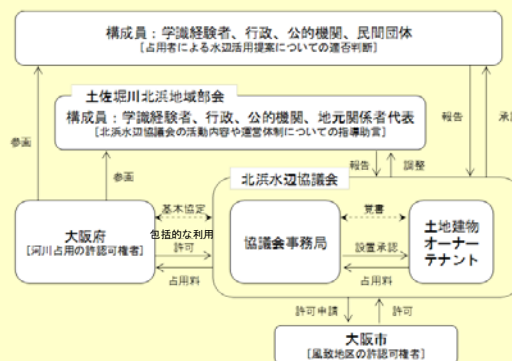 構成員：学識経験者、行政、公的機関、民間団体
［占用者による水辺活用提案についての適否判断］
土佐堀川北浜地域部会
構成員：学識経験者、行政、公的機関、地元関係者代表
［北浜水辺協議会の活動内容や運営体制についての指導助言］
参画
報告
承
参画
報告
調整
北浜水辺協議会
大阪府
［河川占用の許認可権者］
基本協定
包括的な利用
許可
占用料
協議会事務局
覚書
設置承認
占用料
土地建物
オーナー
テナント
許可申請
許可
大阪市
［風致地区の許認可権者］